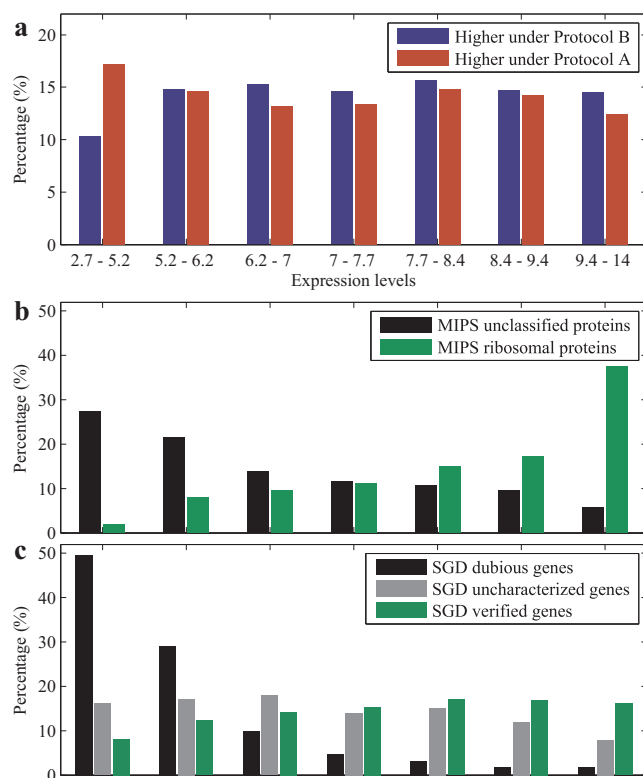 a
20
15
10
5
0
Percentage (%)
Higher under Protocol B
Higher under Protocol A
2.7 - 5.2 5.2 - 6.2 6.2 - 7 7 - 7.7 7.7 - 8.4 8.4 - 9.4 9.4 - 14
Expression levels
b
50
40
30
20
10
0
Percentage (%)
MIPS unclassified proteins
MIPS ribosomal proteins
c
50
40
30
20
10
0
Percentage (%)
SGD dubious genes
SGD uncharacterized genes
SGD verified genes